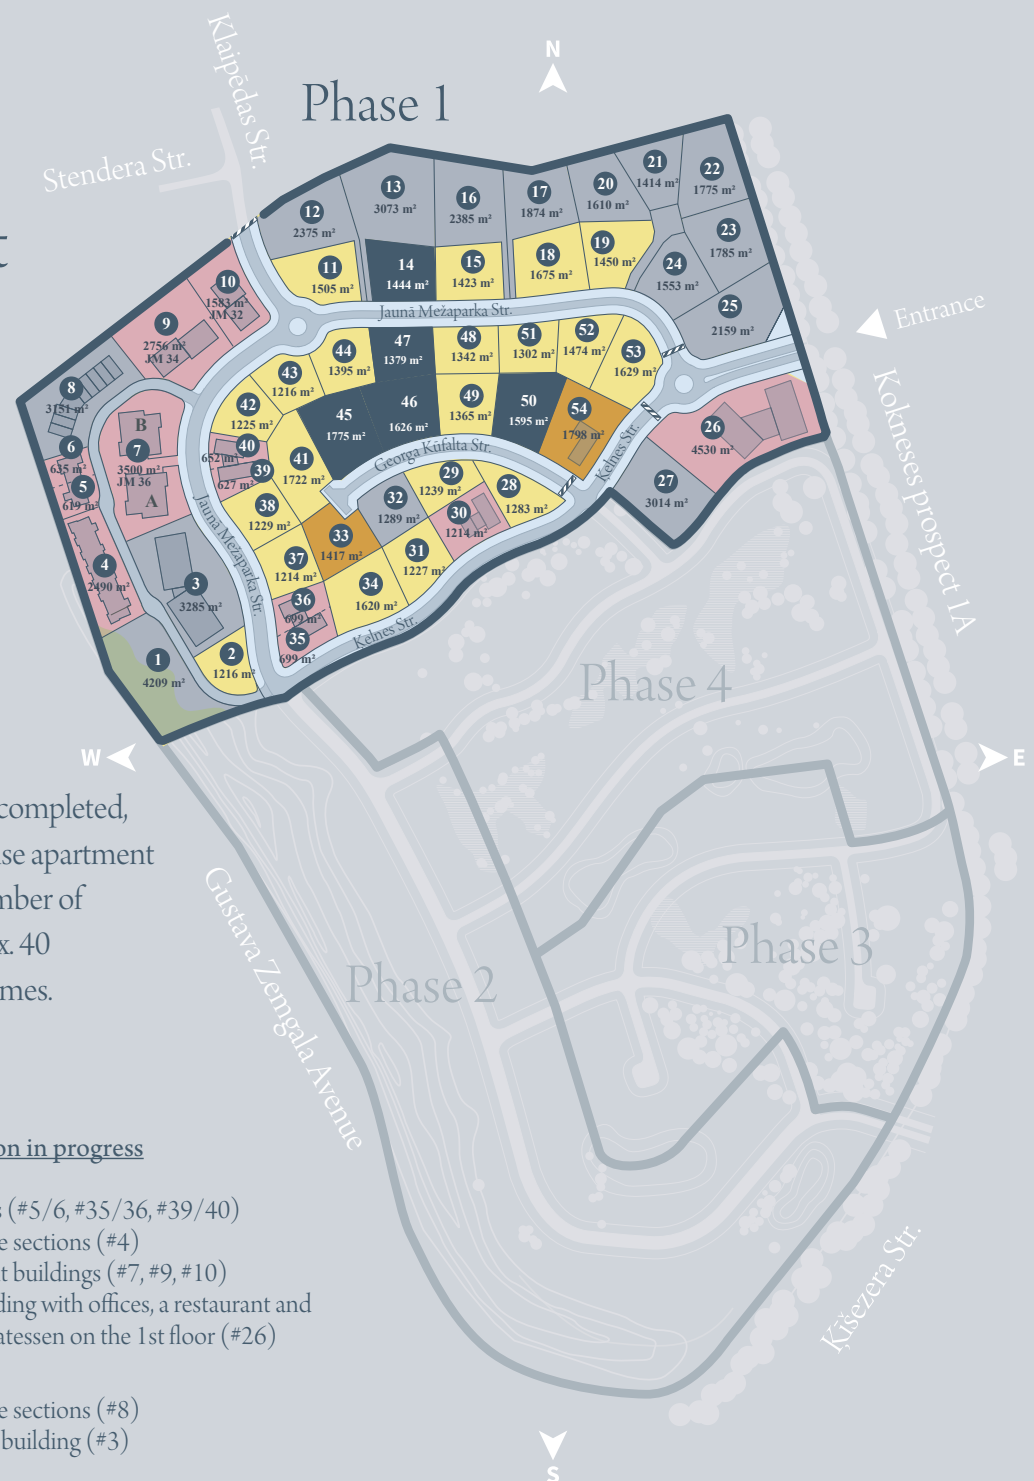 Phase 1
N
Klaipēdas Str.
Stendera Str.
t
12
2375 m²
13
3073 m²
16
2385 m²
17
1874 m²
20
1610 m²
21
1414 m²
22
1775 m²
23
1785 m²
24
1553 m²
25
2159 m²
11
1505 m²
14
1444 m²
15
1423 m²
18
1675 m²
19
1450 m²
Jaunā Mežaparka Str.
Entrance
10
1583 m²
JM 32
9
2756 m²
JM 34
8
3151 m²
44
1395 m²
47
1379 m²
48
1342 m²
51
1302 m²
52
1474 m²
53
1629 m²
43
1216 m²
42
1225 m²
45
1775 m²
46
1626 m²
49
1365 m²
50
1595 m²
54
1798 m²
26
4530 m²
27
3014 m²
Kelnes Str.
Georga Kūfalta Str.
B
7
3500 m²
JM 36
A
6
635 m²
5
619 m²
4
2490 m²
40
652 m²
39
627 m²
41
1722 m²
38
1229 m²
29
1239 m²
28
1283 m²
32
1289 m²
30
1214 m²
33
1417 m²
31
1227 m²
37
1214 m²
34
1620 m²
36
699 m²
35
699 m²
Kelnes Str.
Jaunā Mežaparka Str.
3
3285 m²
1
4209 m²
2
1216 m²
Kokneses prospect 1A
Phase 4
W
E
completed,
se apartment
mber of
x. 40
mes.
Gustava Zemgala Avenue
Phase 2
Phase 3
on in progress
s (#5/6, #35/36, #39/40)
e sections (#4)
t buildings (#7, #9, #10)
ding with offices, a restaurant and
atessen on the 1st floor (#26)
e sections (#8)
building (#3)
Ķīšezera Str.
S